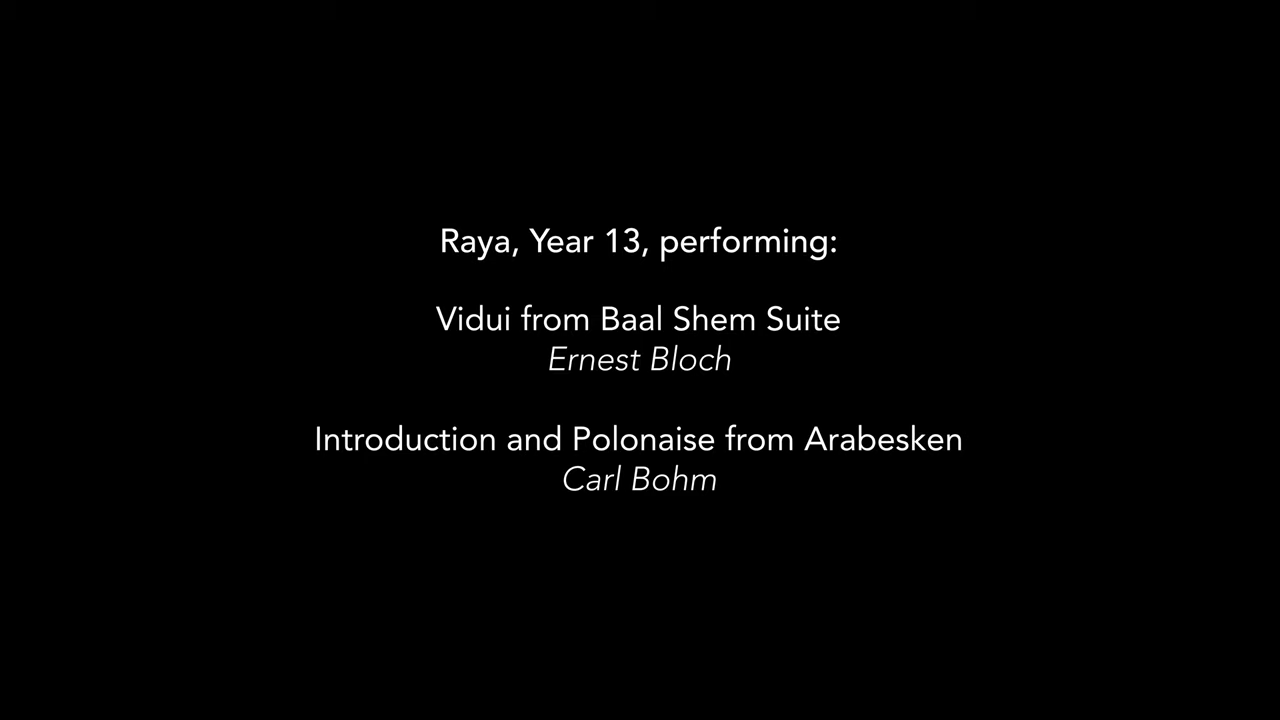 Raya, Year 13, performing:
Vidui from Baal Shem Suite
Ernest Bloch
Introduction and Polonaise from Arabesken
Carl Bohm